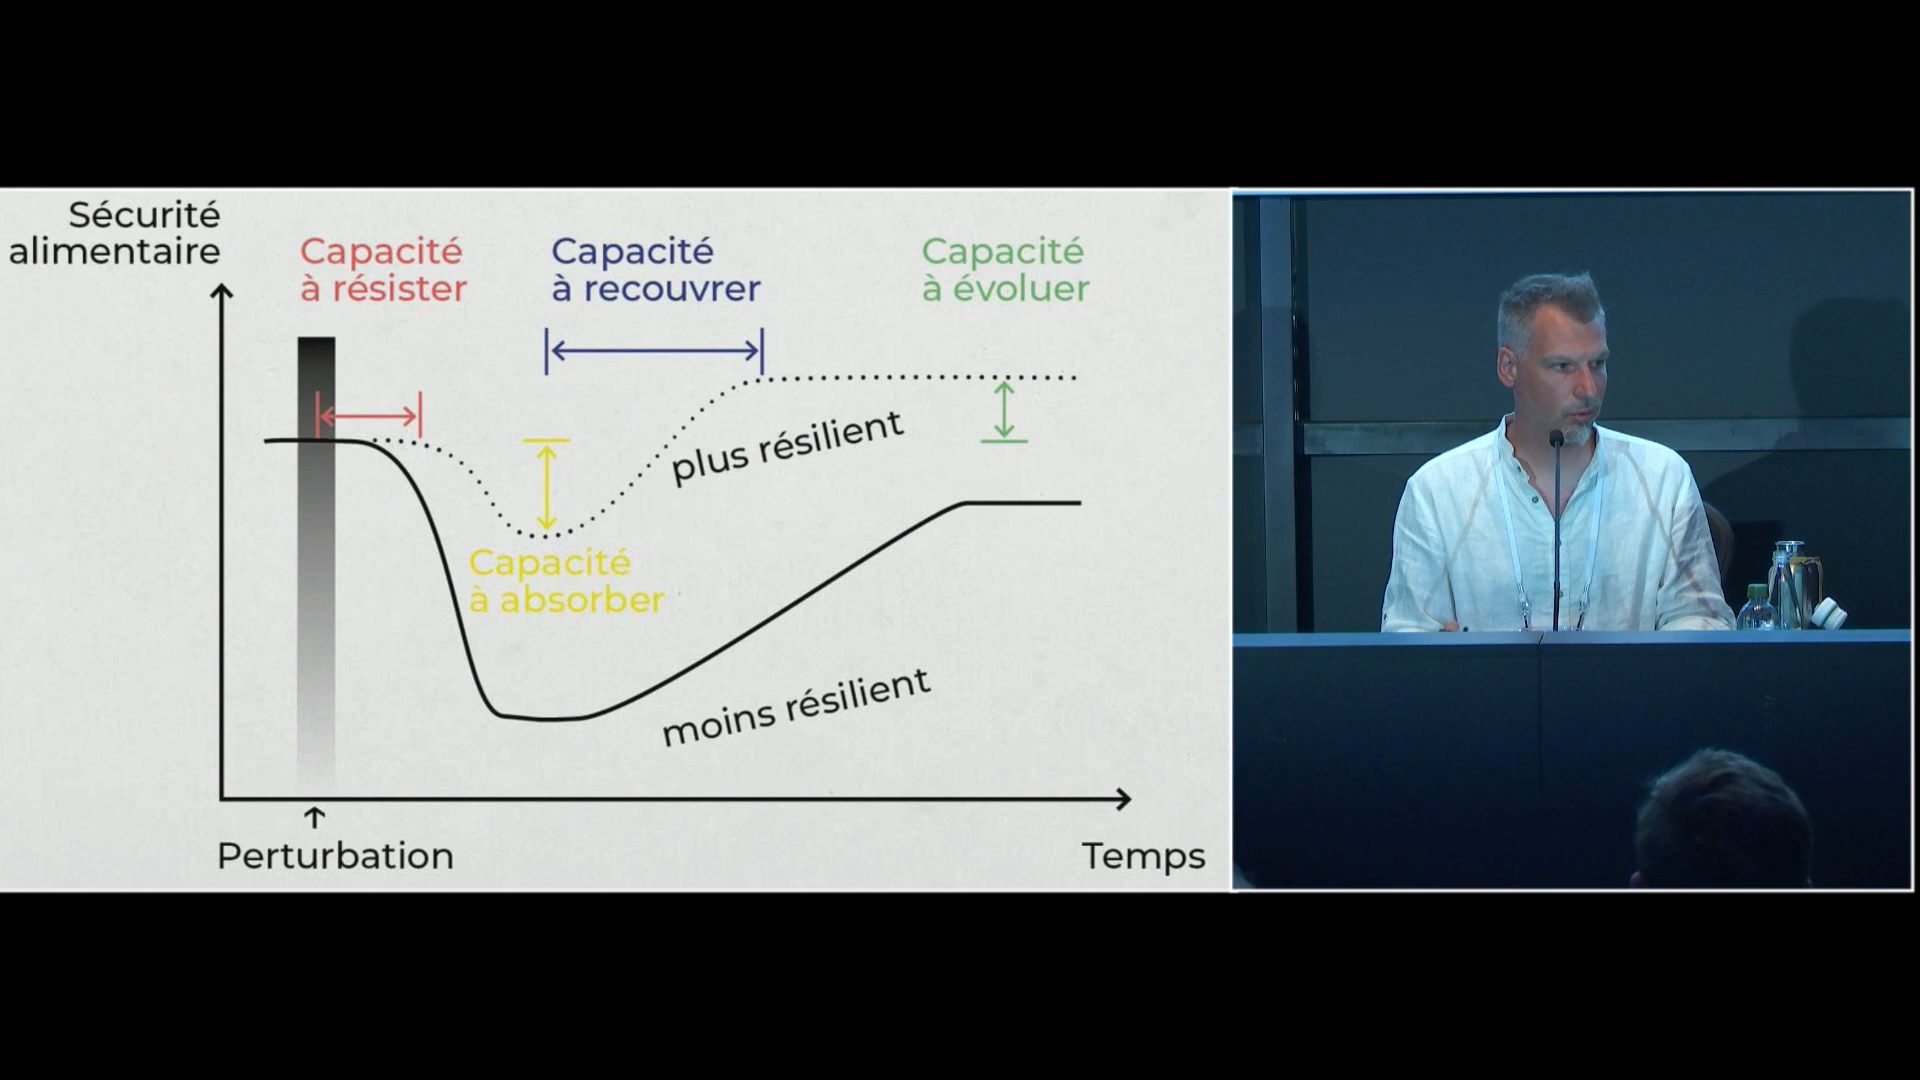 Sécurité
alimentaire
Capacité
à résister
Capacité
à recouvrer
Capacité
à évoluer
plus résilient
Capacité
à absorber
moins résilient
Perturbation
Temps